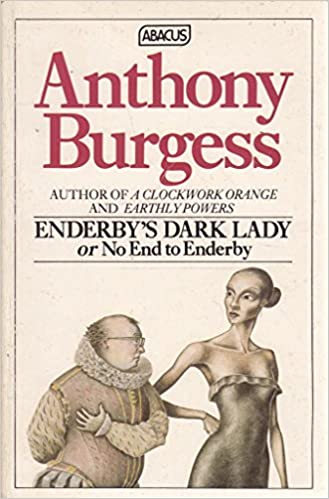 ABACUS
Anthony
Burgess
AUTHOR OF A CLOCKWORK ORANGE
AND EARTHLY POWERS
ENDERBY'S DARK LADY
or No End to Enderby